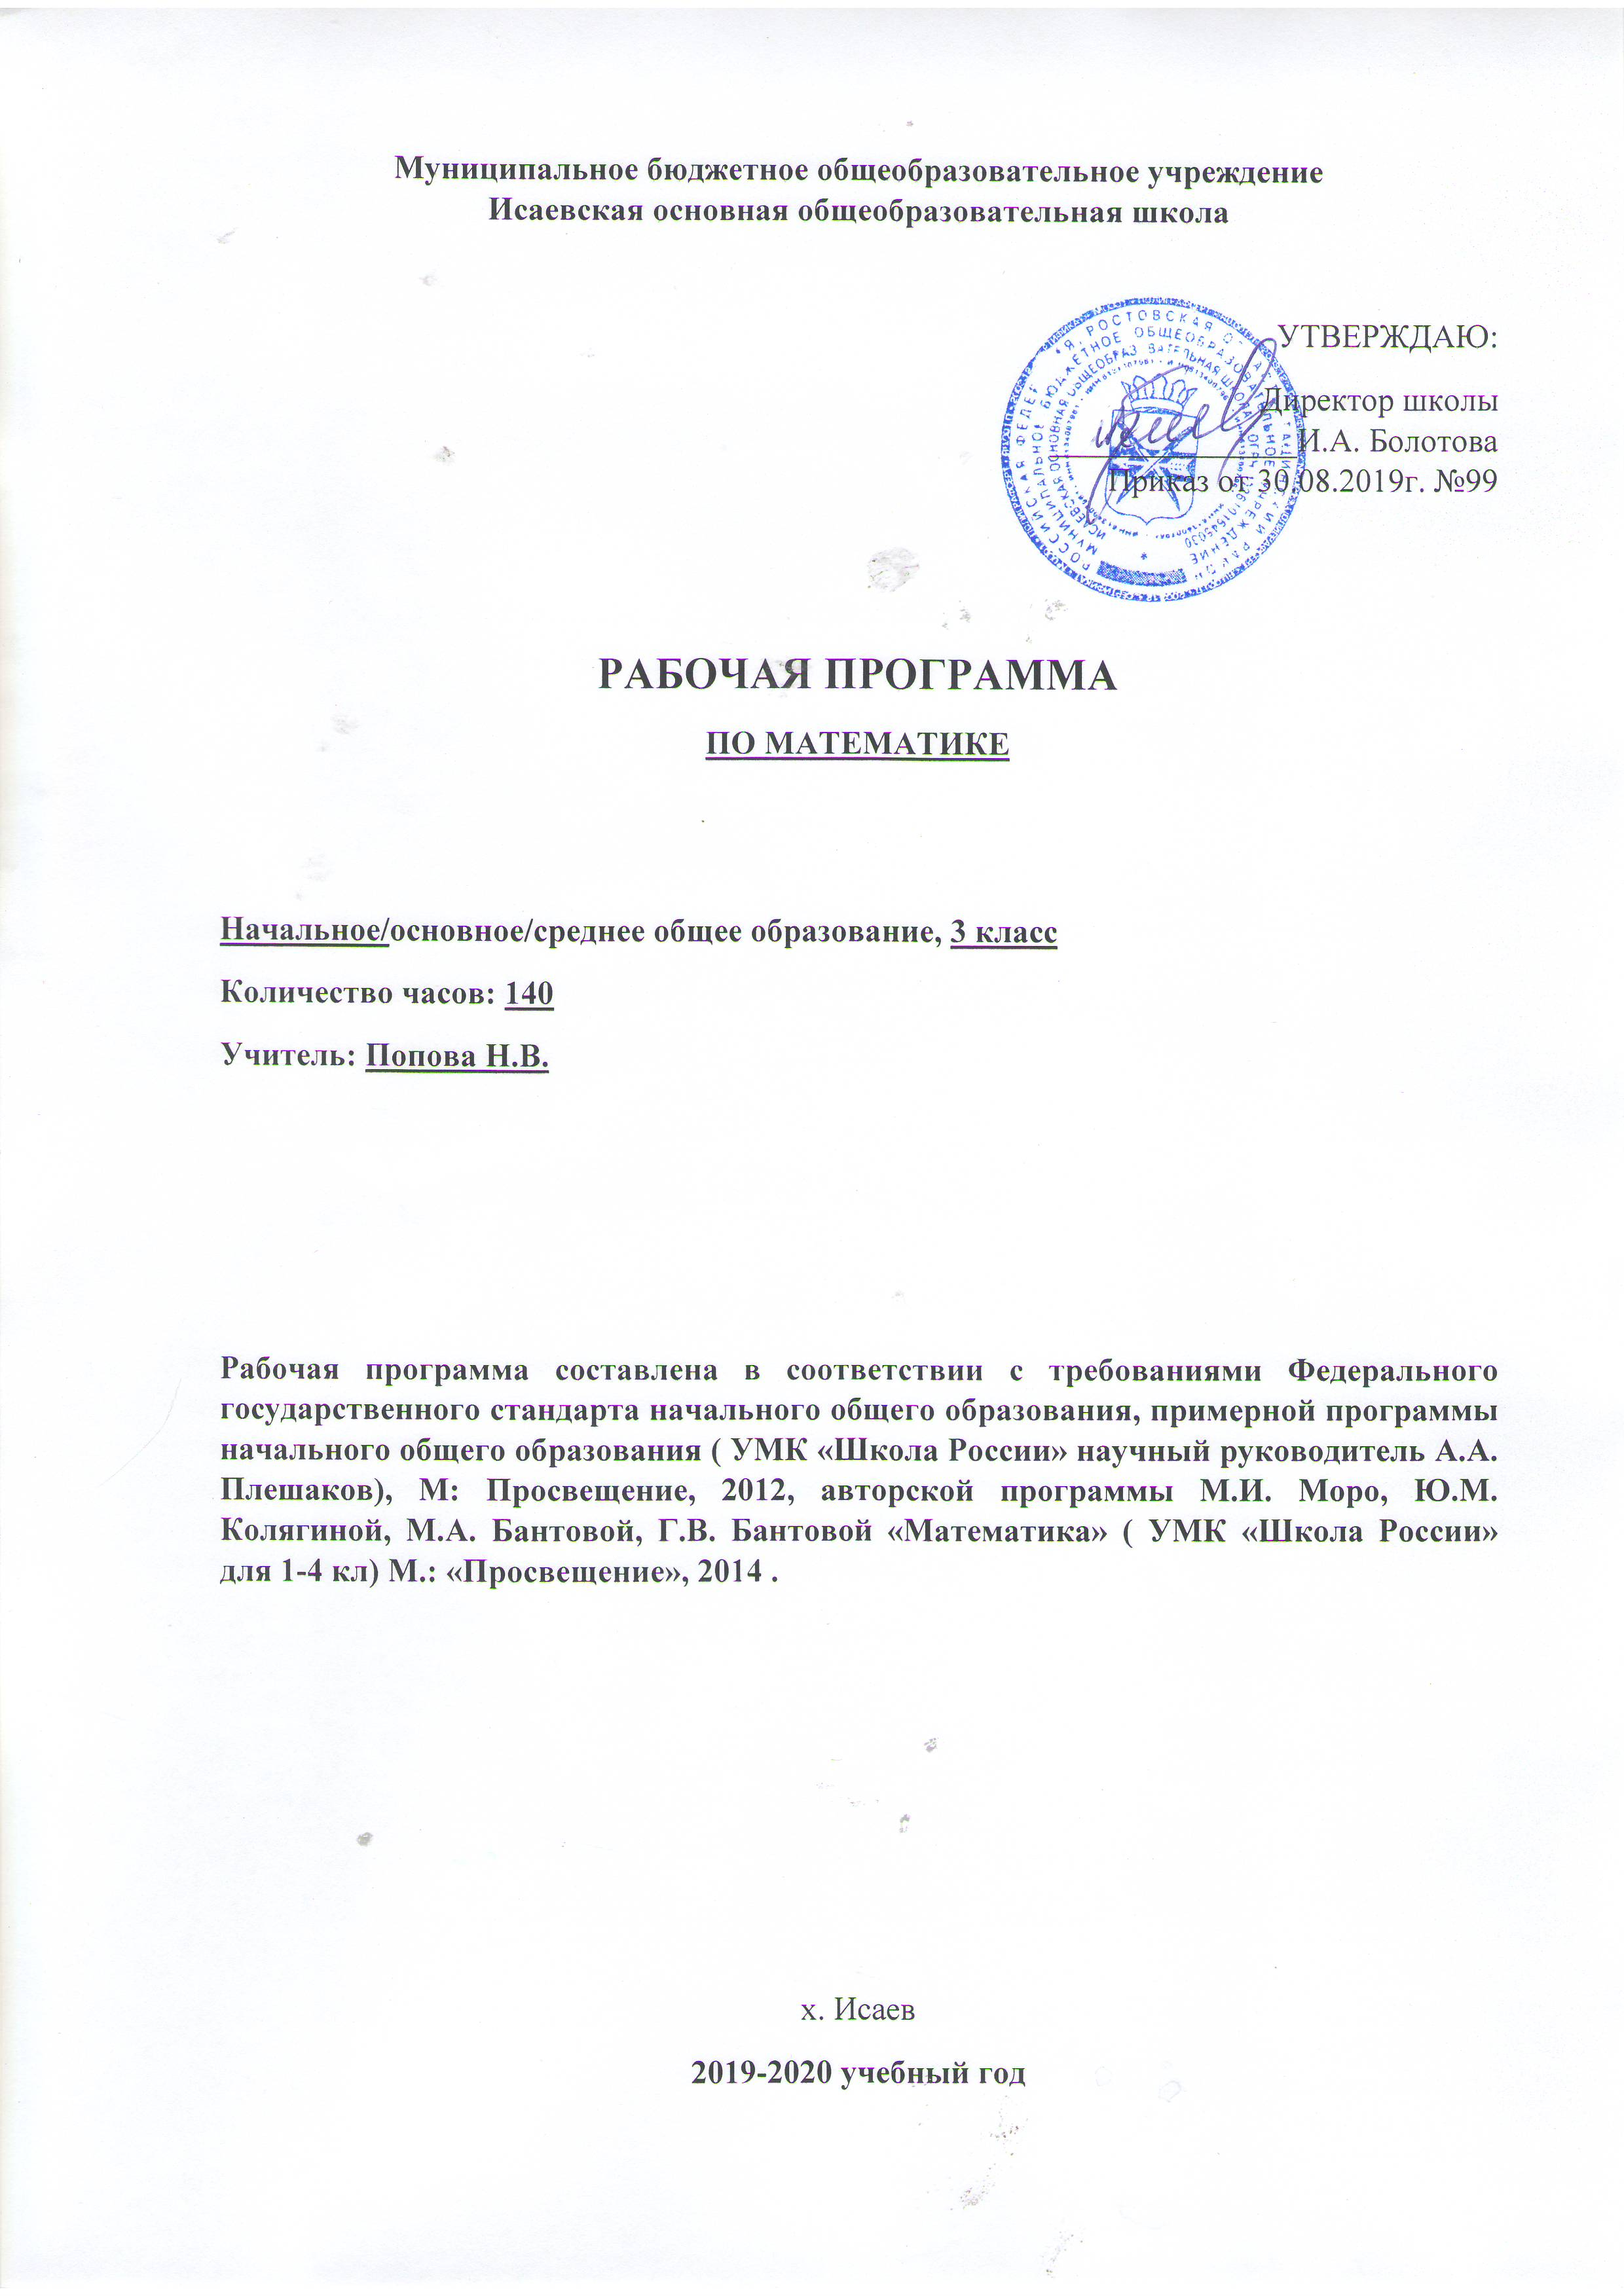 Муниципальное бюджетное общеобразовательное учреждение
Исаевская основная общеобразовательная школа
УТВЕРЖДАЮ:
Директор школы
И.А. Болотова
Приказ от 30.08.2019г. №99
РАБОЧАЯ ПРОГРАММА
ПО МАТЕМАТИКЕ
Начальное/основное/среднее общее образование, 3 класс
Количество часов: 140
Учитель: Попова Н.В.
Рабочая программа составлена в соответствии с требованиями Федерального
государственного стандарта начального общего образования, примерной программы
начального общего образования ( УМК «Школа России» научный руководитель А.А.
Плешаков), М: Просвещение, 2012, авторской программы М.И. Моро, Ю.М.
Колягиной, М.А. Бантовой, Г.В. Бантовой «Математика» ( УМК «Школа России»
для 1-4 кл) М.: «Просвещение», 2014 .
х. Исаев
2019-2020 учебный год